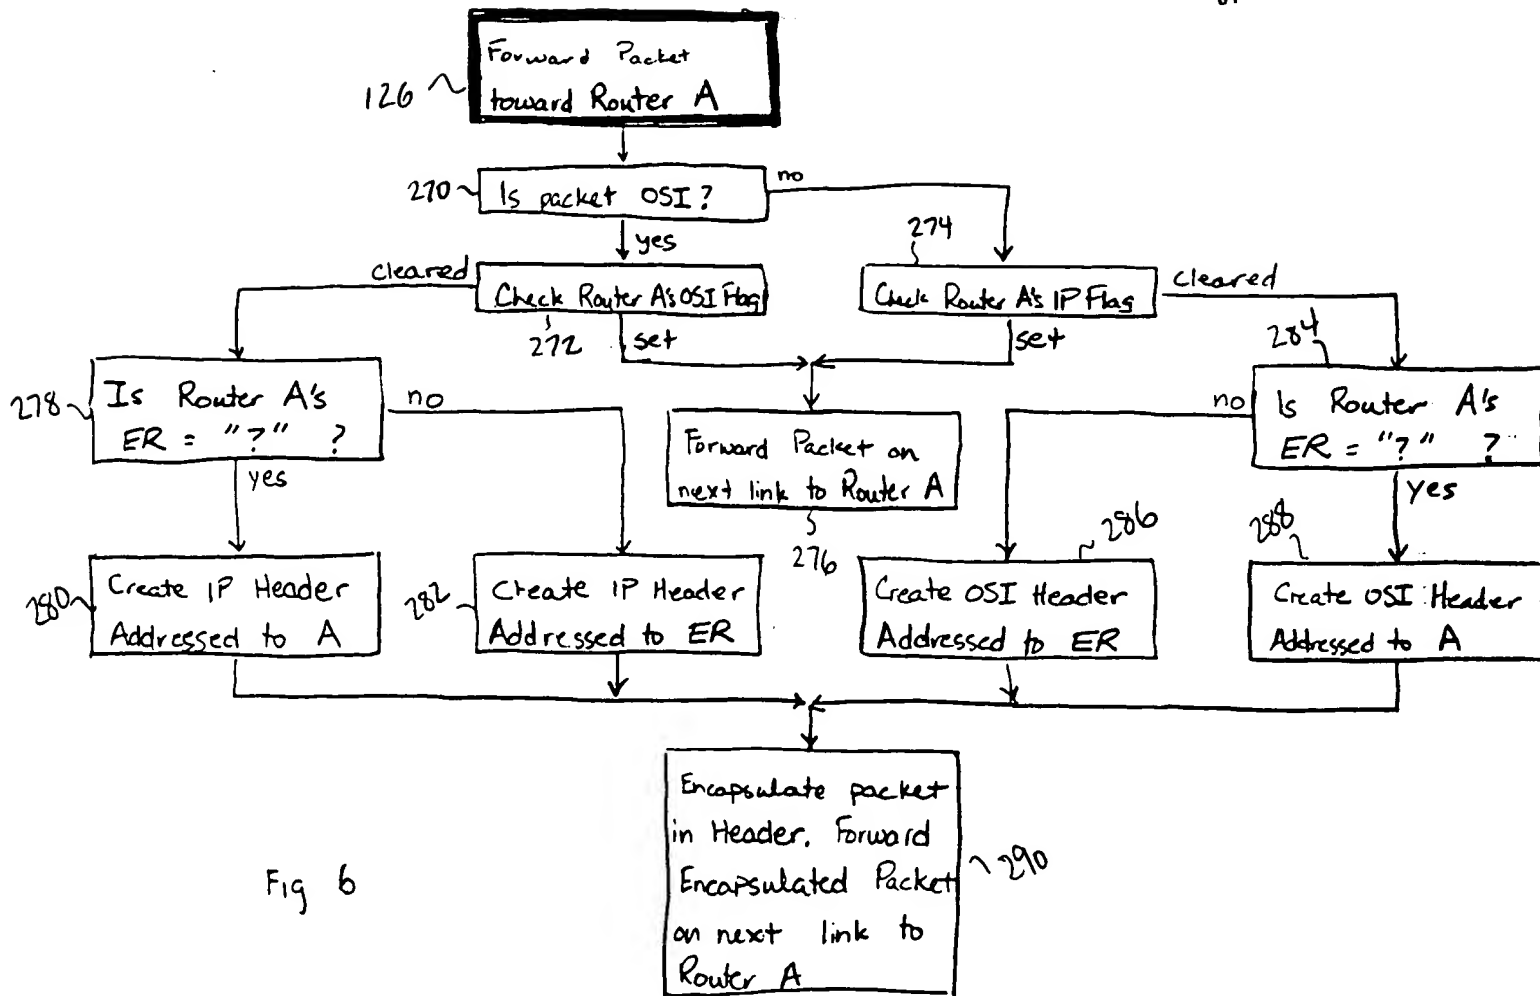 Forward Packet
toward Router A
126
270
Is packet OSI?
no
yes
274
cleared
Check Router A's OSI Flag
272
set
Check Router A's IP Flag
cleared
set
284
278
Is Router A's
ER = "?" ?
no
yes
Forward Packet on
next link to Router A
276
no
Is Router A's
ER = "?" ?
yes
280
Create IP Header
Addressed to A
282
Create IP Header
Addressed to ER
286
Create OSI Header
Addressed to ER
288
Create OSI Header
Addressed to A
Encapsulate packet
in Header. Forward
Encapsulated Packet
on next link to
Router A
290
Fig 6